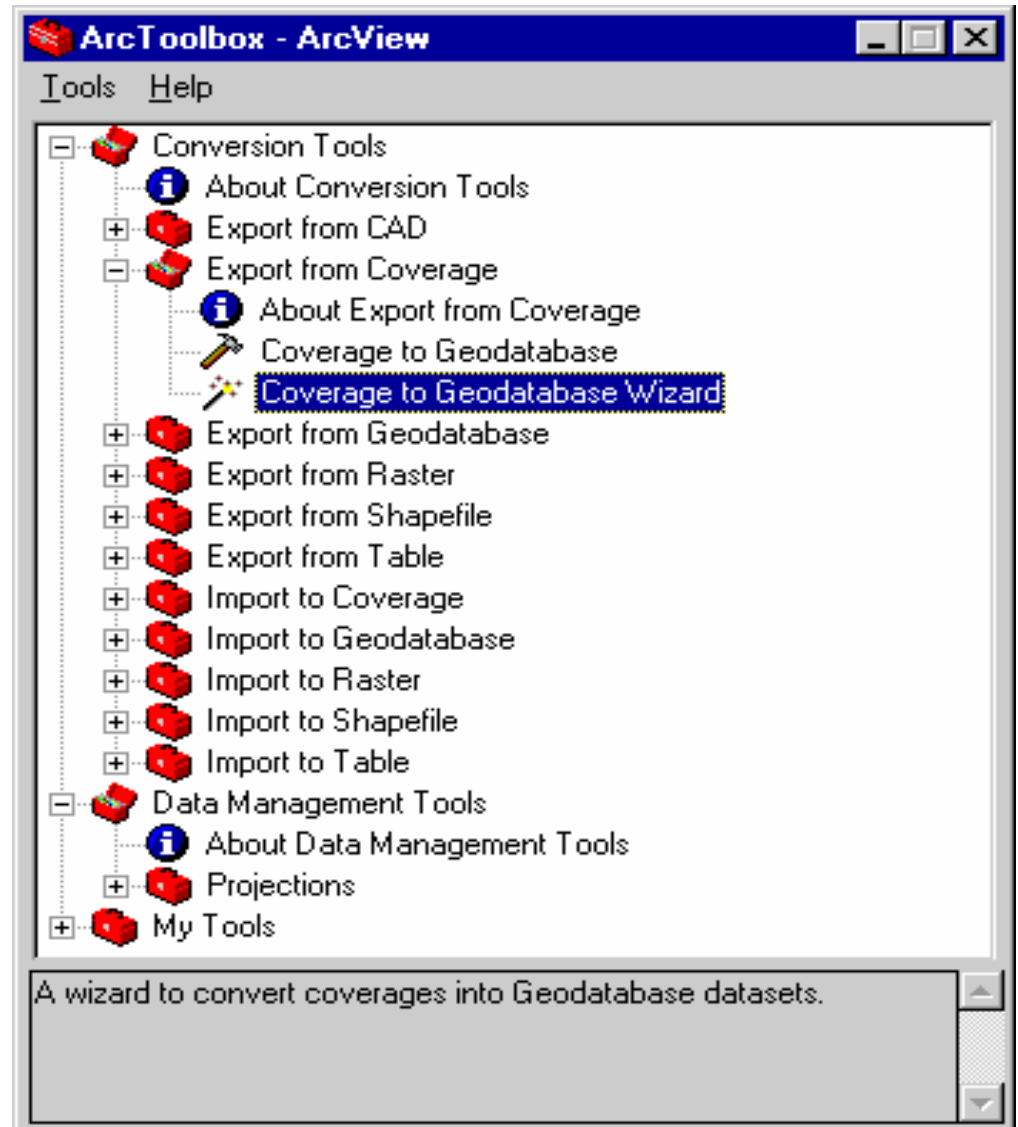 ArcToolbox - ArcView
Tools Help
Conversion Tools
About Conversion Tools
Export from CAD
Export from Coverage
About Export from Coverage
Coverage to Geodatabase
Coverage to Geodatabase Wizard
Export from Geodatabase
Export from Raster
Export from Shapefile
Export from Table
Import to Coverage
Import to Geodatabase
Import to Raster
Import to Shapefile
Import to Table
Data Management Tools
About Data Management Tools
Projections
My Tools
A wizard to convert coverages into Geodatabase datasets.